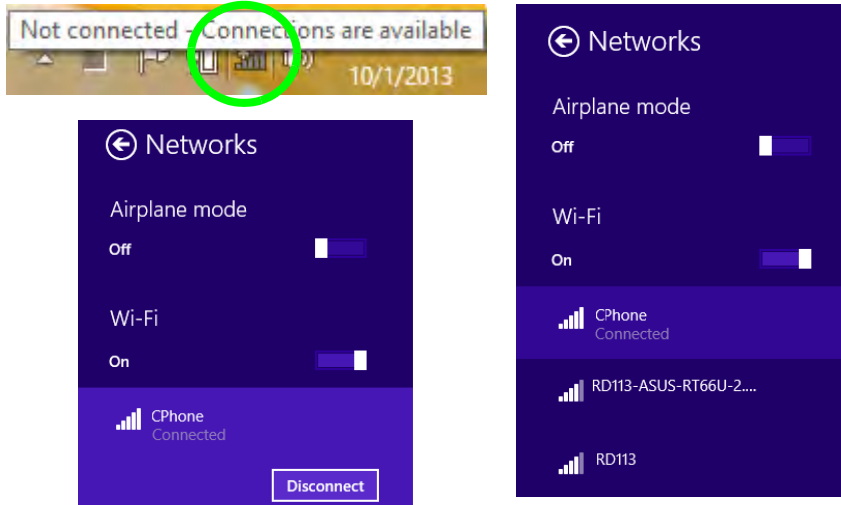 Not connected - Connections are available
10/1/2013
Networks
Airplane mode
Off
Wi-Fi
On
CPhone
Connected
Disconnect
Networks
Airplane mode
Off
Wi-Fi
On
CPhone
Connected
RD113-ASUS-RT66U-2....
RD113